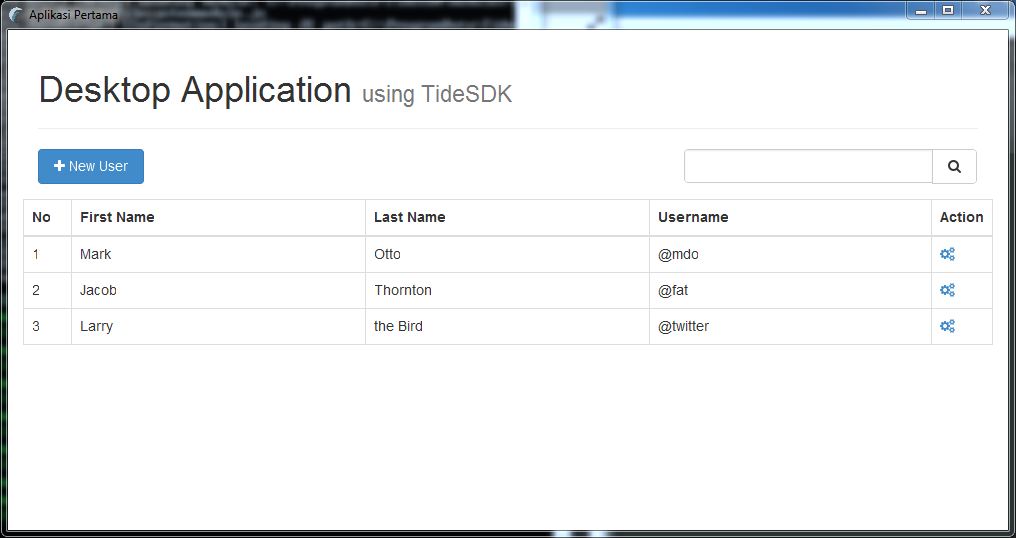 Aplikasi Pertama
Desktop Application using TideSDK
New User
No First Name Last Name Username Action
1 Mark Otto @mdo
2 Jacob Thornton @fat
3 Larry the Bird @twitter